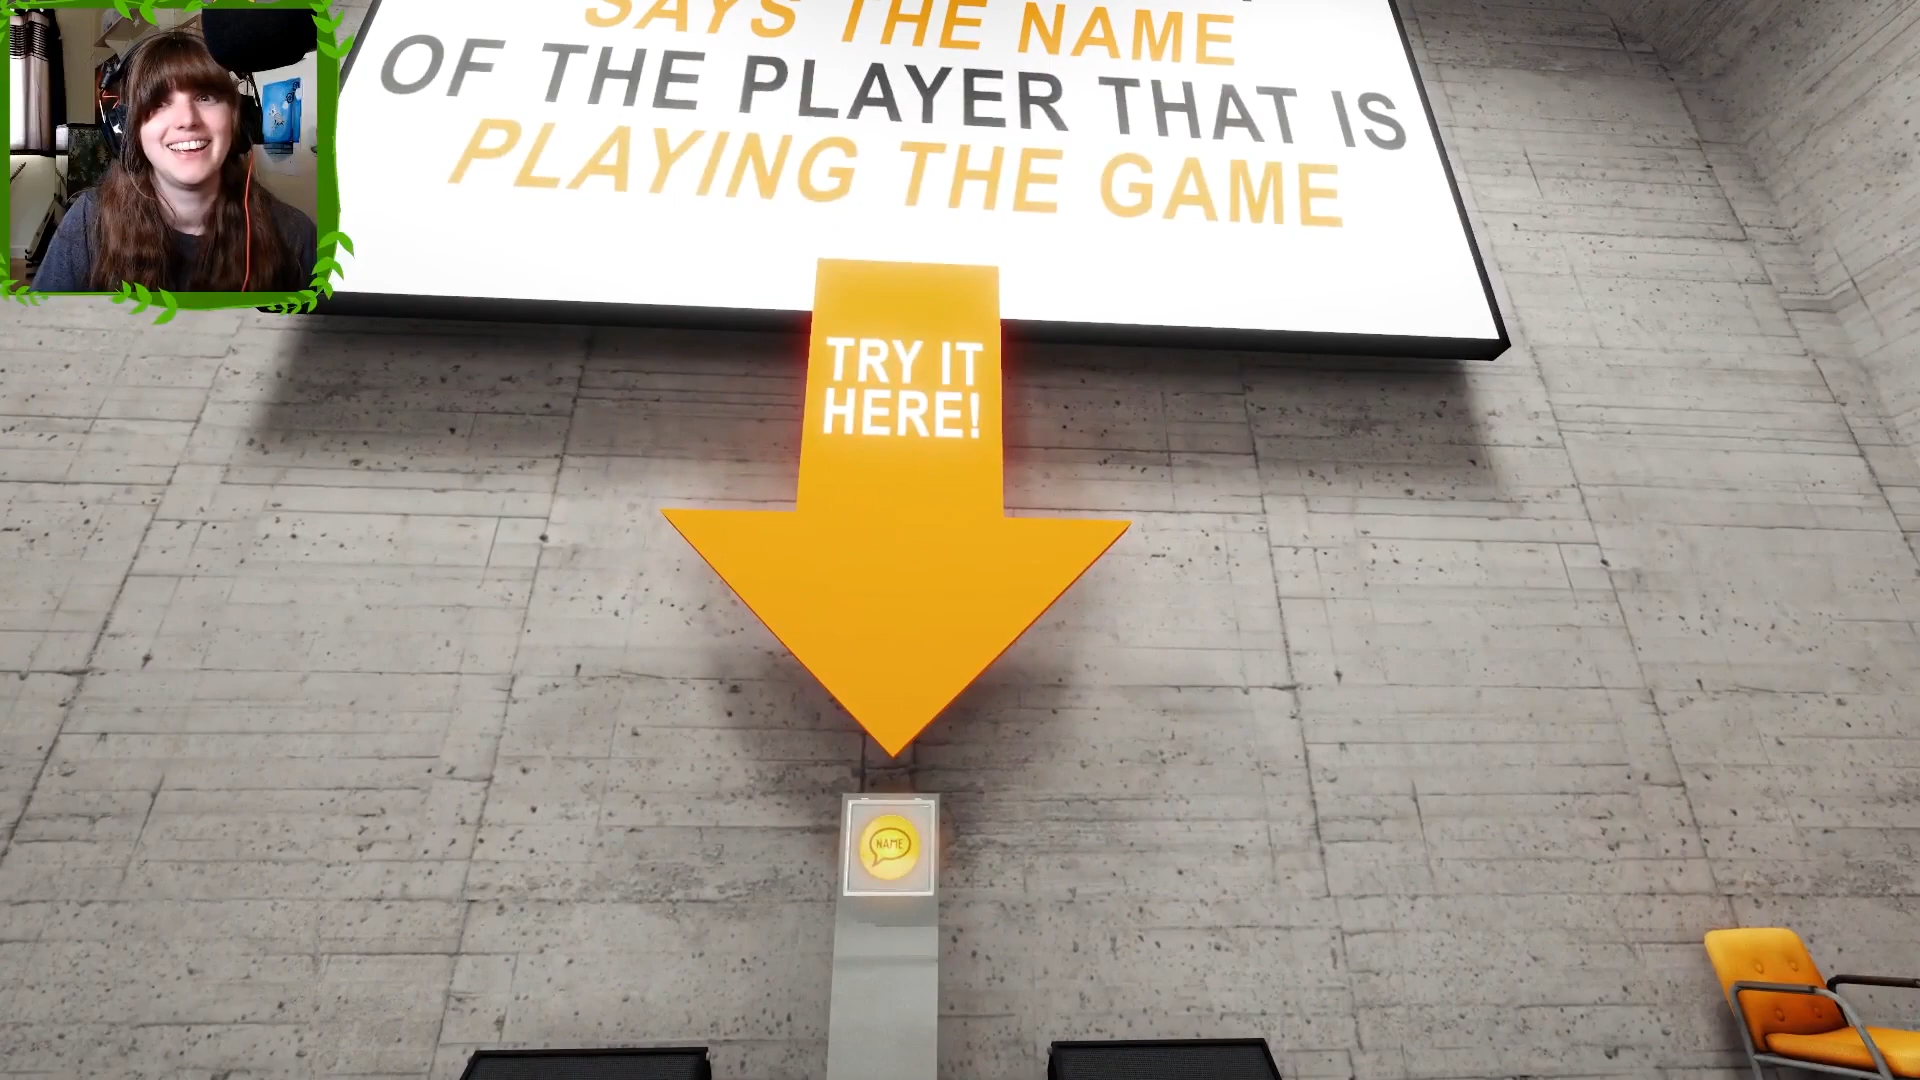 SAYS THE NAME
OF THE PLAYER THAT IS
PLAYING THE GAME
TRY IT
HERE!
NAME